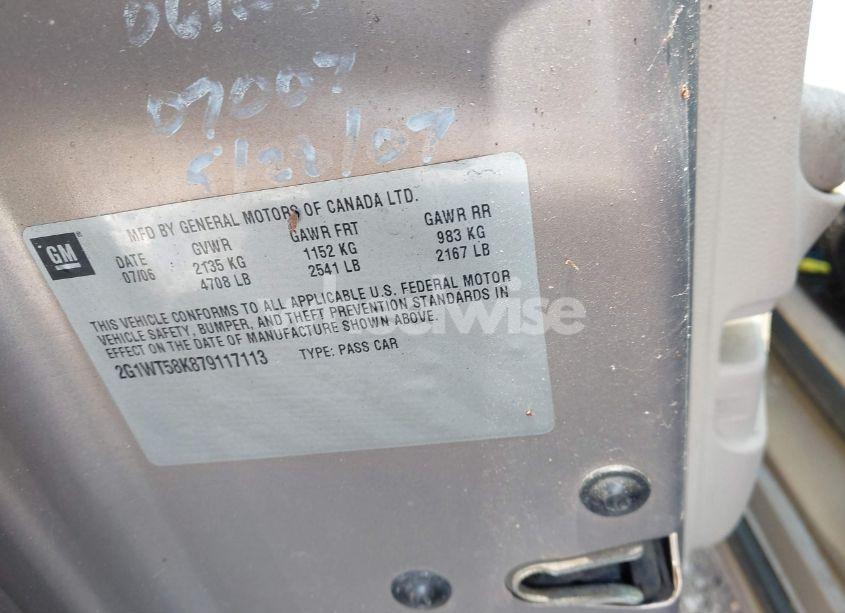 07007
5/20/07
MFD BY GENERAL MOTORS OF CANADA LTD.
GM
DATE GVWR GAWR FRT GAWR RR
07/06 2135 KG 1152 KG 983 KG
4708 LB 2541 LB 2167 LB
THIS VEHICLE CONFORMS TO ALL APPLICABLE U.S. FEDERAL MOTOR
VEHICLE SAFETY, BUMPER, AND THEFT PREVENTION STANDARDS IN
EFFECT ON THE DATE OF MANUFACTURE SHOWN ABOVE.
2G1WT58K879117113 TYPE: PASS CAR